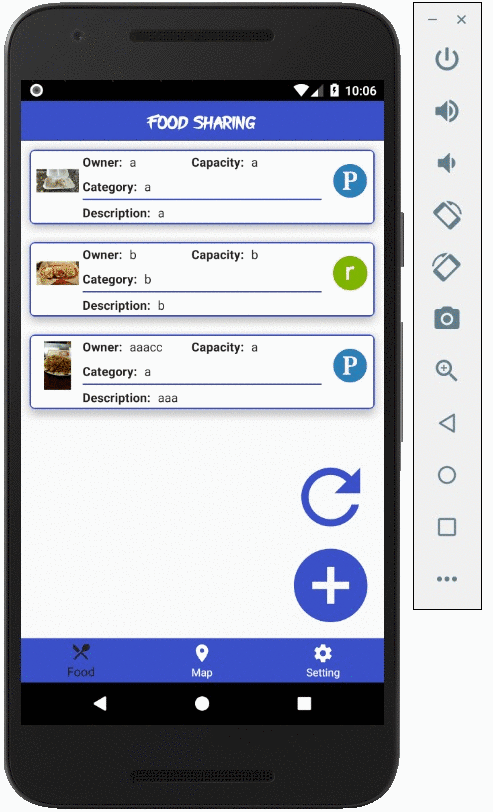 10:06
FOOD SHARING
Owner: a Capacity: a
Category: a
P
Description: a
Owner: b Capacity: b
Category: b
r
Description: b
Owner: aaacc Capacity: a
Category: a
P
Description: aaa
Food Map Setting